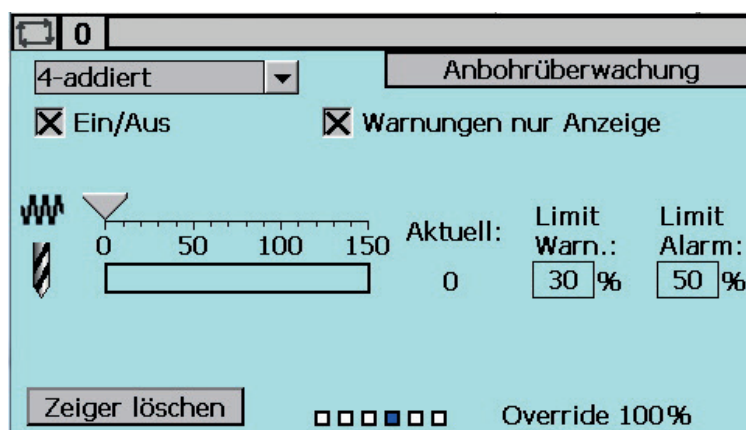 0
4-addiert
Anbohrüberwachung
Ein/Aus
Warnungen nur Anzeige
0 50 100 150
Aktuell:
0
Limit Warn.:
30 %
Limit Alarm:
50 %
Zeiger löschen
Override 100%